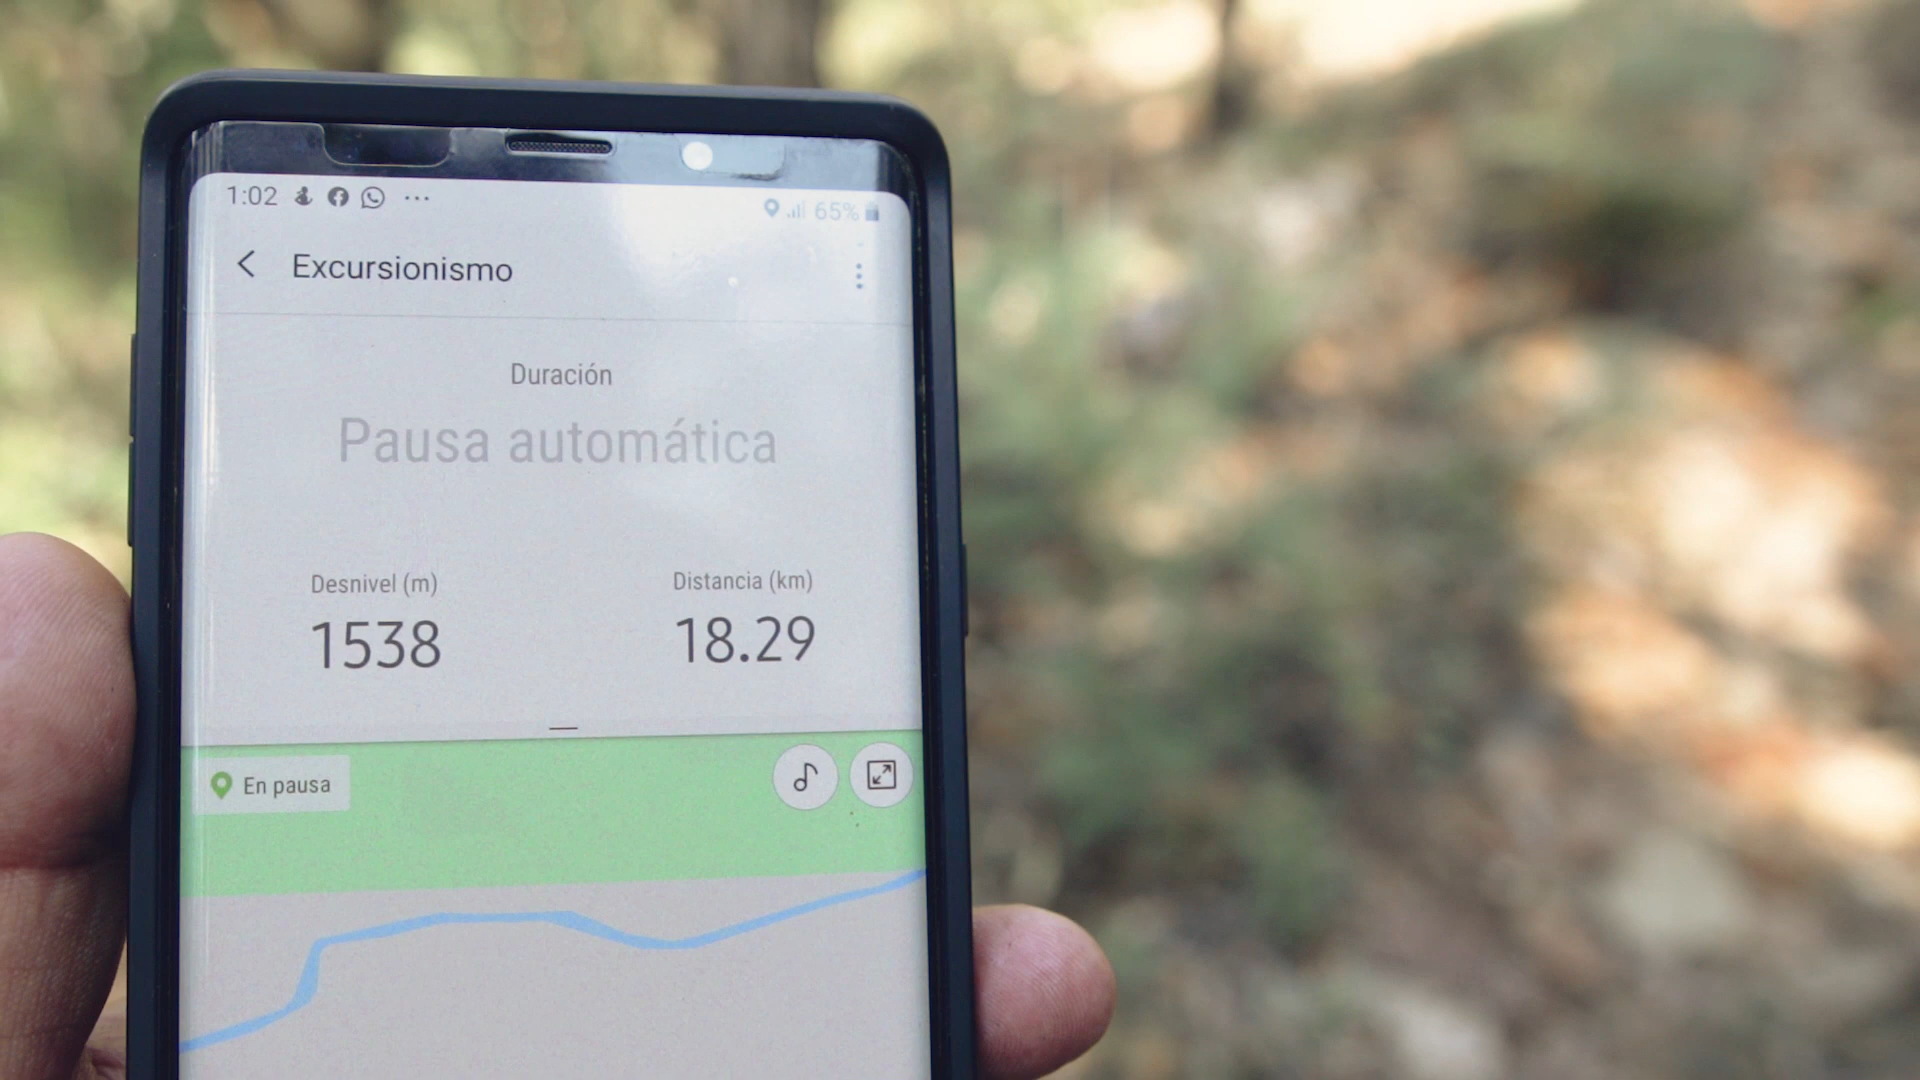 1:02 ... 65%
Excursionismo
Duración
Pausa automática
Desnivel (m) Distancia (km)
1538 18.29
En pausa